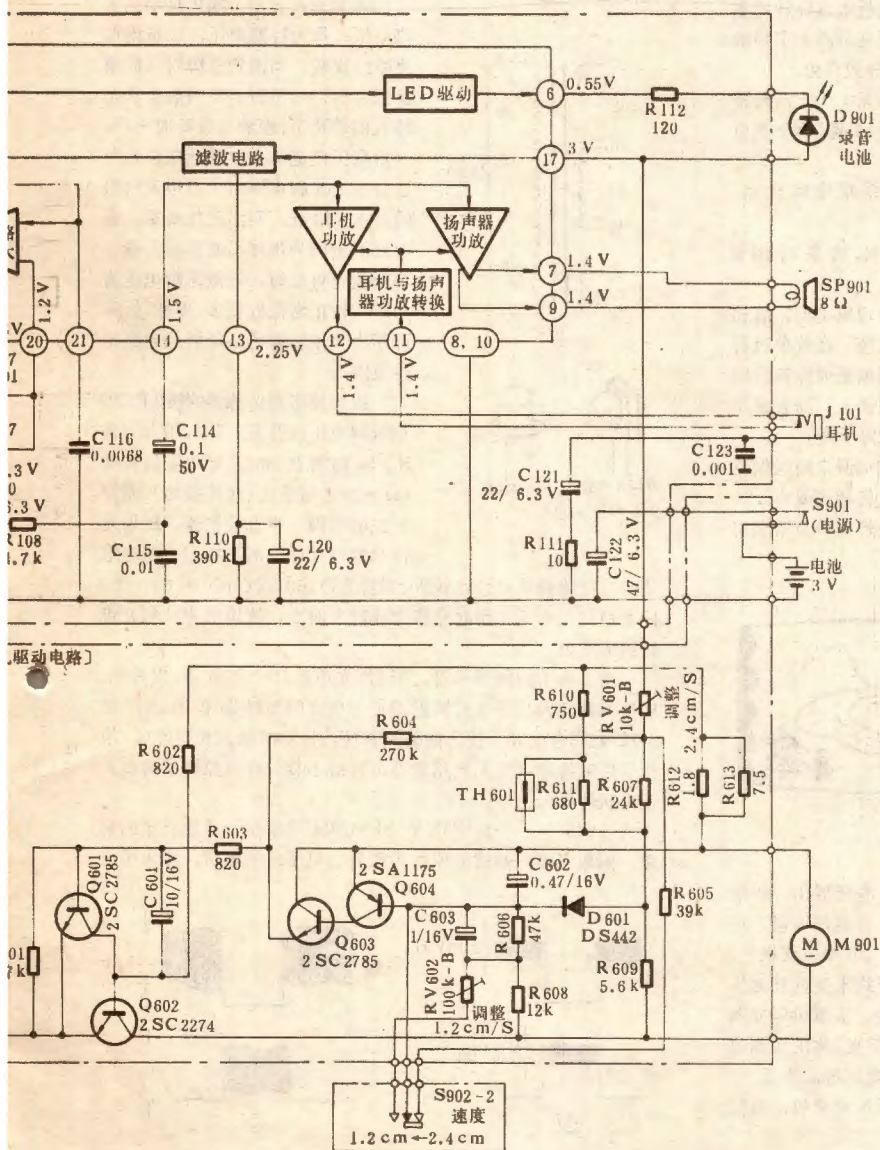 LED驱动
6
0.55V
R112
120
D901
录音
电池
滤波电路
17
3V
耳机
功放
扬声器
功放
7
1.4V
耳机与扬声
器功放转换
9
1.4V
SP901
8Ω
1.2V
1.5V
20
21
14
13
2.25V
12
11
8, 10
1.4V
1.4V
J101
耳机
C116
0.0068
C114
0.1
50V
C121
22/6.3V
C123
0.001
S901
(电源)
.3V
6.3V
R108
4.7k
C115
0.01
R110
390k
C120
22/6.3V
R111
10
C122
47/6.3V
电池
3V
驱动电路〕
R610
750
RV601
10k-B
调整
2.4cm/S
R604
270k
R602
820
TH601
R611
680
R607
24k
R612
1.8
R613
7.5
Q601
2SC2785
C601
10/16V
R603
820
2SA1175
Q604
C602
0.47/16V
R605
39k
Q603
2SC2785
C603
1/16V
R606
47k
D601
DS442
M
M901
Q602
2SC2274
RV602
100k-B
调整
1.2cm/S
R608
12k
R609
5.6k
S902-2
速度
1.2cm←2.4cm